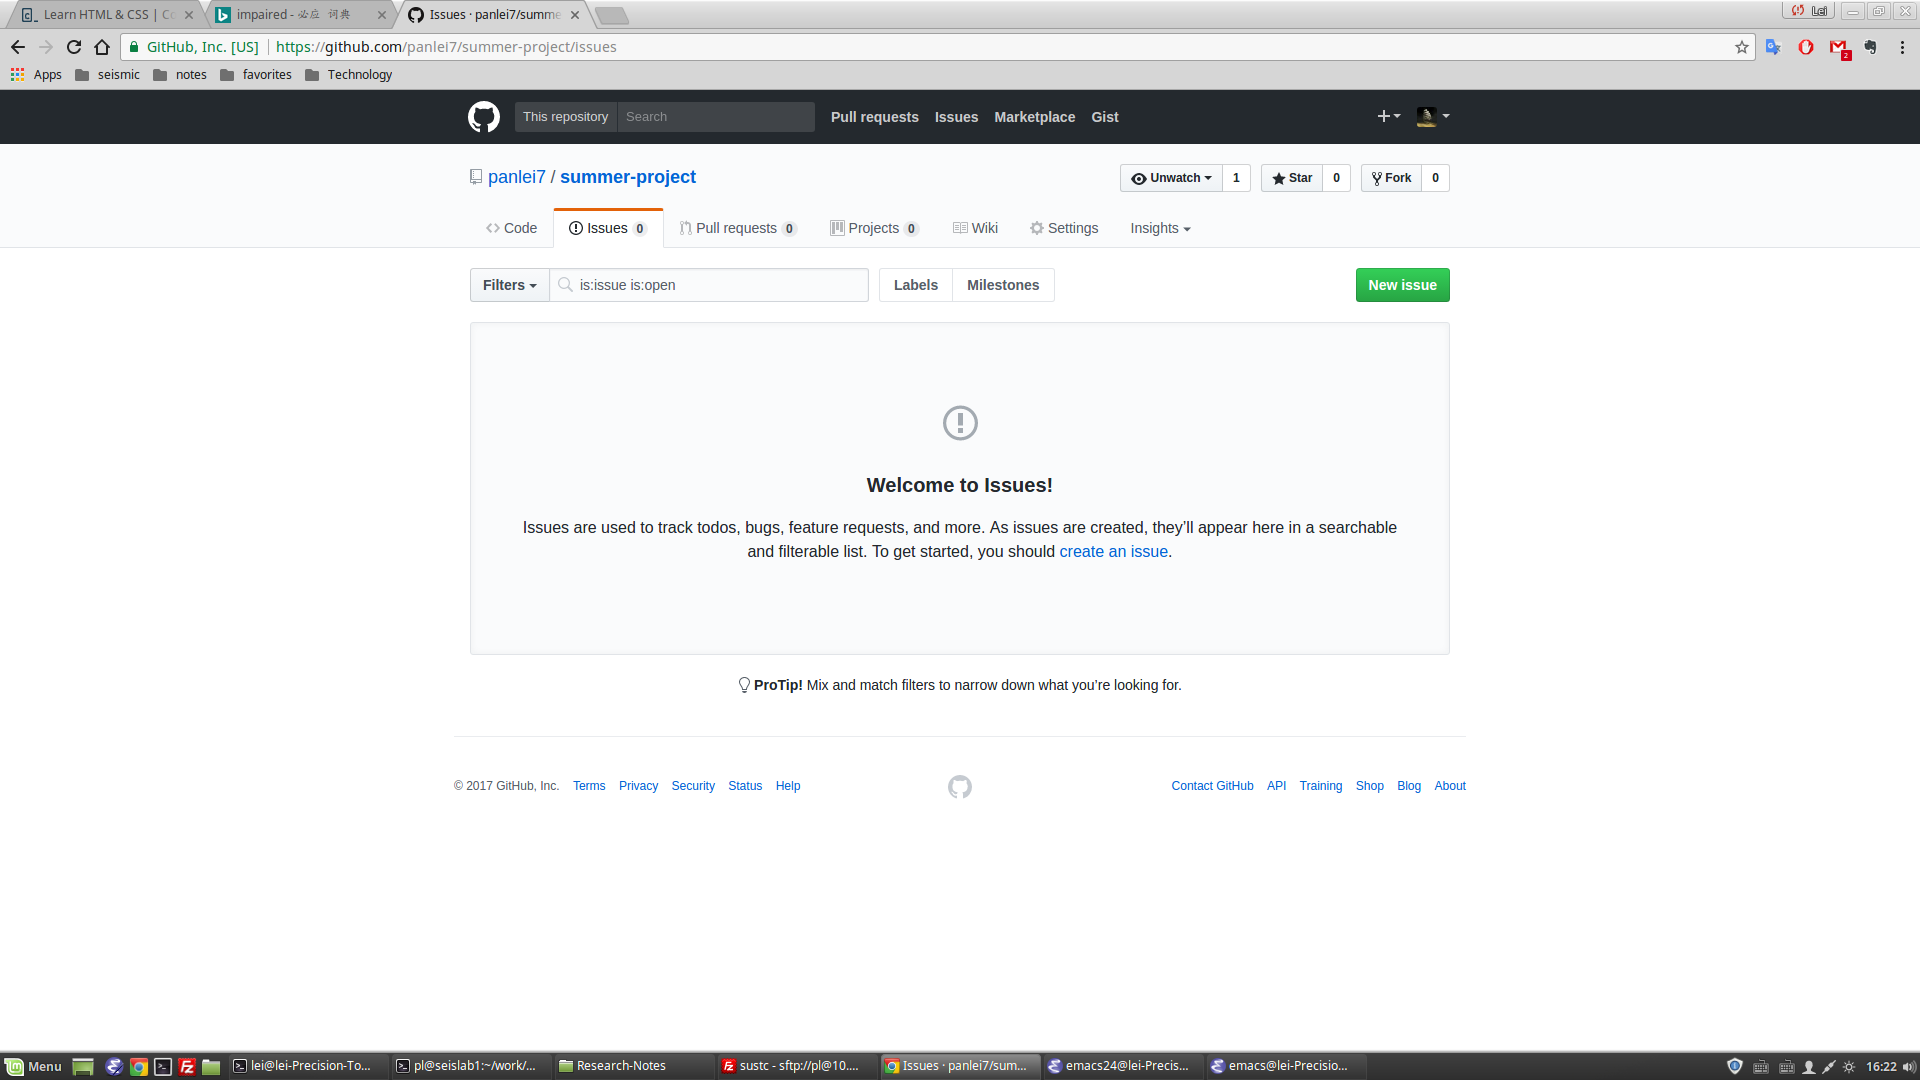 Learn HTML & CSS | Co
impaired - 必应 词典
Issues · panlei7/summe
Lei
GitHub, Inc. [US]
https://github.com/panlei7/summer-project/issues
2
Apps
seismic
notes
favorites
Technology
This repository
Search
Pull requests
Issues
Marketplace
Gist
panlei7 / summer-project
Unwatch 1
Star 0
Fork 0
Code
Issues 0
Pull requests 0
Projects 0
Wiki
Settings
Insights
Filters
is:issue is:open
Labels
Milestones
New issue
Welcome to Issues!
Issues are used to track todos, bugs, feature requests, and more. As issues are created, they’ll appear here in a searchable
and filterable list. To get started, you should create an issue.
ProTip! Mix and match filters to narrow down what you’re looking for.
© 2017 GitHub, Inc.
Terms
Privacy
Security
Status
Help
Contact GitHub
API
Training
Shop
Blog
About
Menu
lei@lei-Precision-To...
pl@seislab1:~/work/...
Research-Notes
sustc - sftp://pl@10....
Issues · panlei7/sum...
emacs24@lei-Precis...
emacs@lei-Precisio...
16:22